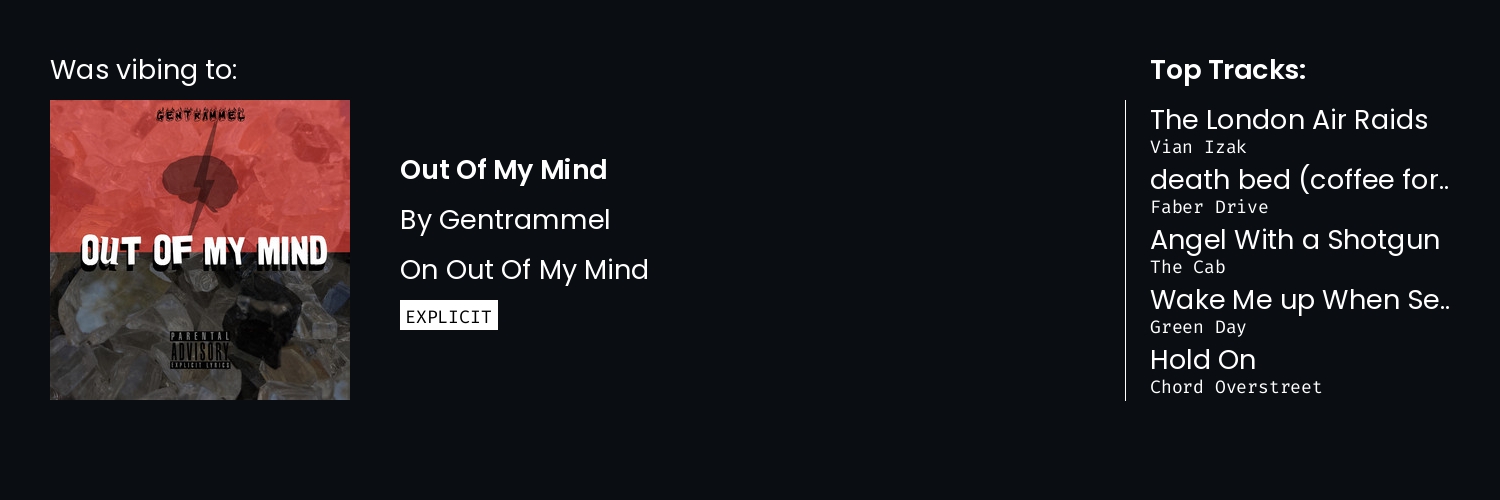 Was vibing to:
GENTRAMMEL
OUT OF MY MIND
PARENTAL
ADVISORY
EXPLICIT LYRICS
Out Of My Mind
By Gentrammel
On Out Of My Mind
EXPLICIT
Top Tracks:
The London Air Raids
Vian Izak
death bed (coffee for..
Faber Drive
Angel With a Shotgun
The Cab
Wake Me up When Se..
Green Day
Hold On
Chord Overstreet